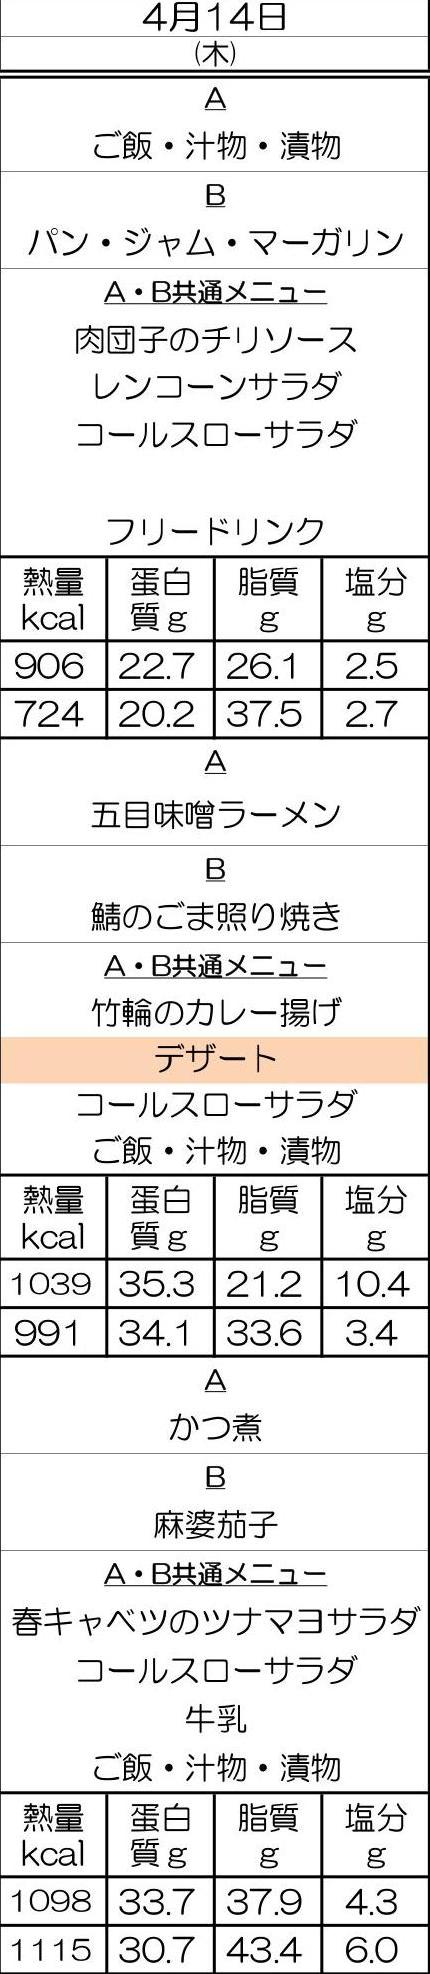 4月14日
(木)
A
ご飯・汁物・漬物
B
パン・ジャム・マーガリン
A・B共通メニュー
肉団子のチリソース
レンコーンサラダ
コールスローサラダ
フリードリンク
熱量 蛋白 脂質 塩分
kcal 質g g g
906 22.7 26.1 2.5
724 20.2 37.5 2.7
A
五目味噌ラーメン
B
鯖のごま照り焼き
A・B共通メニュー
竹輪のカレー揚げ
デザート
コールスローサラダ
ご飯・汁物・漬物
熱量 蛋白 脂質 塩分
kcal 質g g g
1039 35.3 21.2 10.4
991 34.1 33.6 3.4
A
かつ煮
B
麻婆茄子
A・B共通メニュー
春キャベツのツナマヨサラダ
コールスローサラダ
牛乳
ご飯・汁物・漬物
熱量 蛋白 脂質 塩分
kcal 質g g g
1098 33.7 37.9 4.3
1115 30.7 43.4 6.0